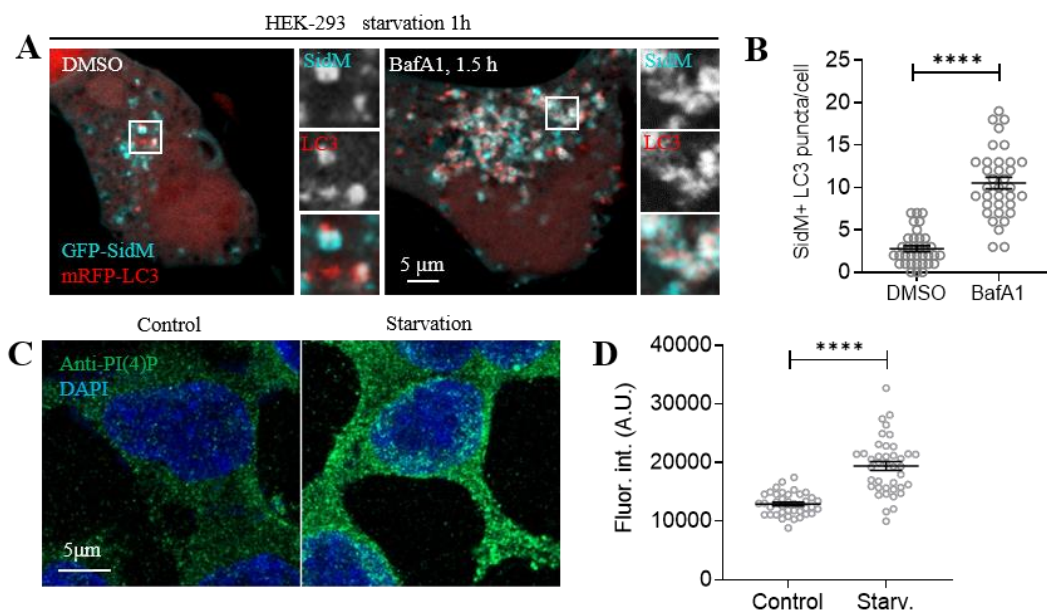 HEK-293 starvation 1h
A
DMSO
SidM
LC3
GFP-SidM
mRFP-LC3
BafA1, 1.5 h
5 μm
SidM
LC3
B
****
SidM+ LC3 puncta/cell
25
20
15
10
5
0
DMSO
BafA1
Control
Starvation
C
Anti-PI(4)P
DAPI
5μm
D
****
Fluor. int. (A.U.)
40000
30000
20000
10000
0
Control
Starv.